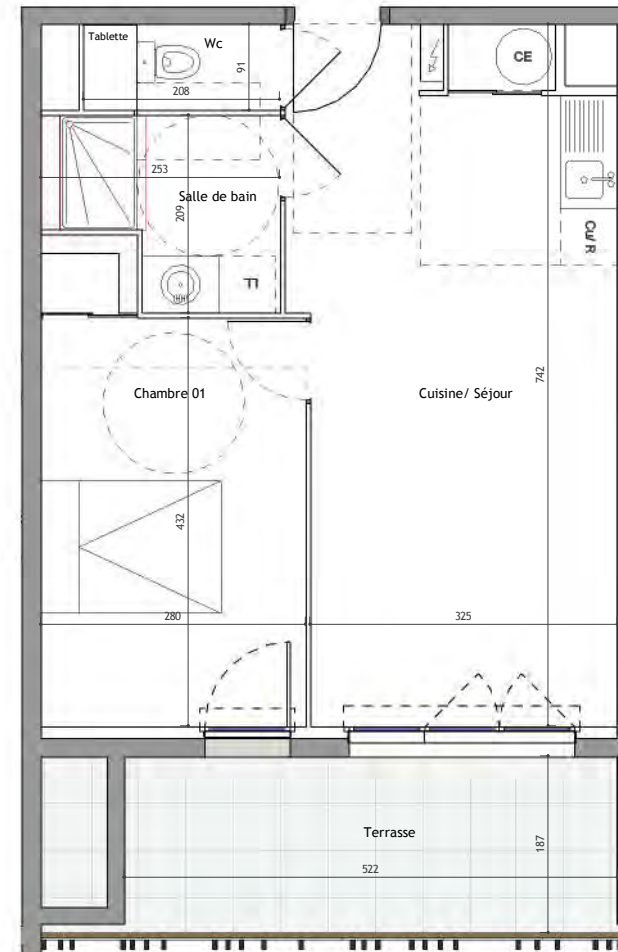 Tablette
Wc
CE
91
208
253
Salle de bain
209
Cu/ R
LL
Chambre 01
Cuisine/ Séjour
742
432
280
325
Terrasse
187
522